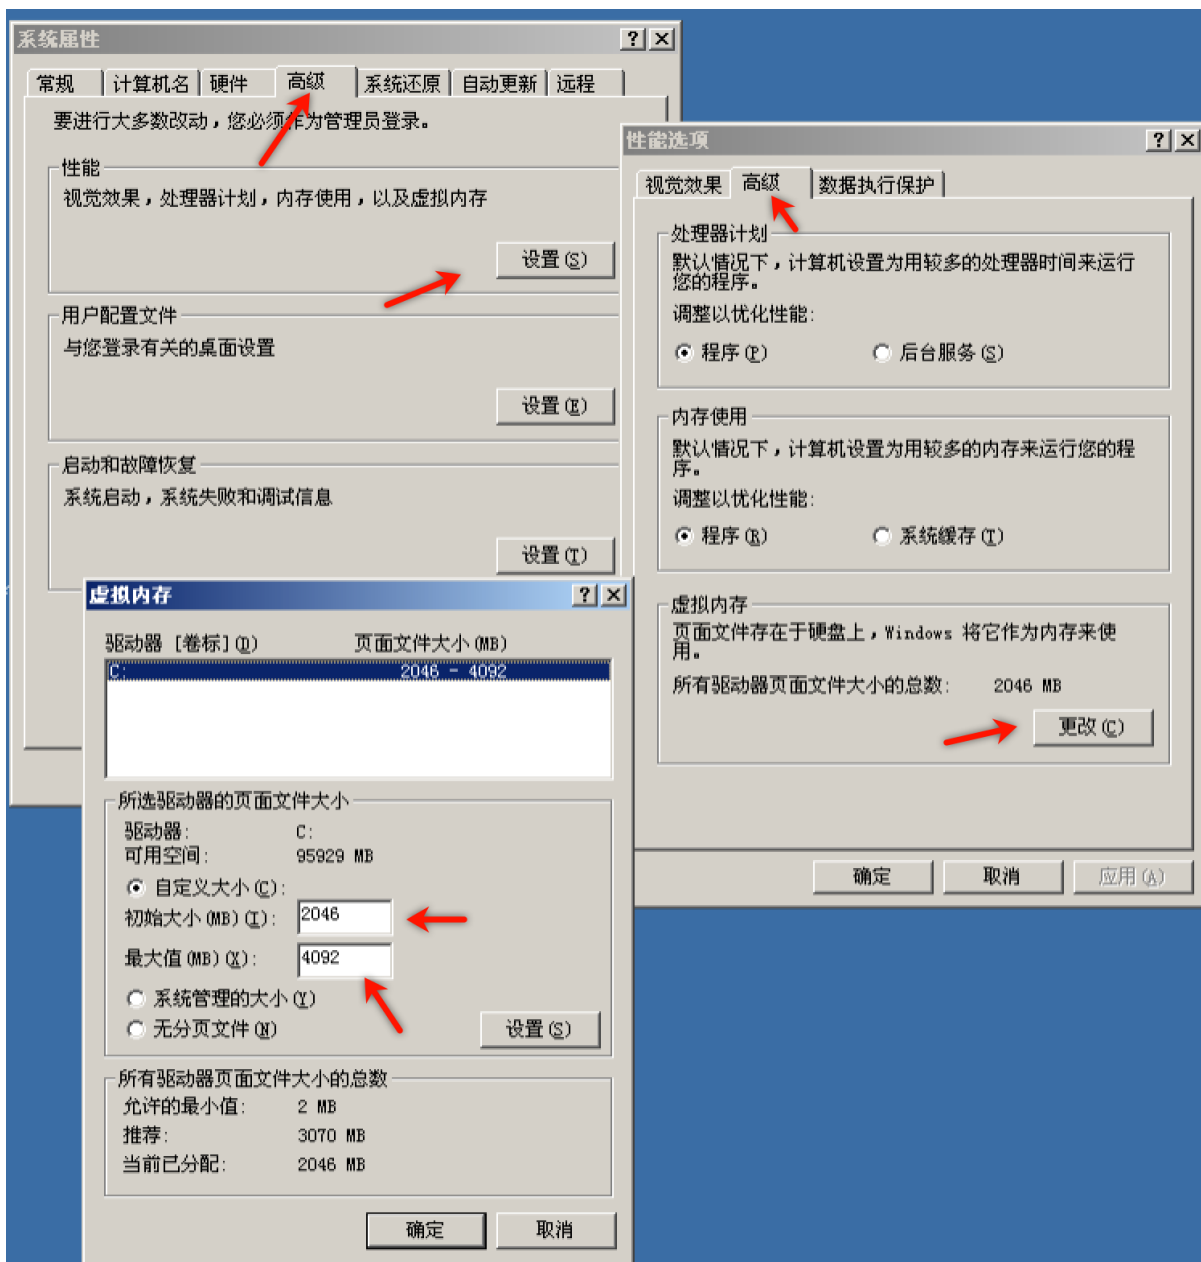 系统属性
常规 计算机名 硬件 高级 系统还原 自动更新 远程
要进行大多数改动，您必须作为管理员登录。
性能
视觉效果，处理器计划，内存使用，以及虚拟内存
设置(S)
用户配置文件
与您登录有关的桌面设置
设置(E)
启动和故障恢复
系统启动，系统失败和调试信息
设置(T)
性能选项
视觉效果 高级 数据执行保护
处理器计划
默认情况下，计算机设置为用较多的处理器时间来运行
您的程序。
调整以优化性能:
程序(P) 后台服务(S)
内存使用
默认情况下，计算机设置为用较多的内存来运行您的程
序。
调整以优化性能:
程序(R) 系统缓存(T)
虚拟内存
页面文件存在于硬盘上，Windows 将它作为内存来使
用。
所有驱动器页面文件大小的总数: 2046 MB
更改(C)
确定 取消 应用(A)
虚拟内存
驱动器 [卷标](D) 页面文件大小(MB)
C: 2046 - 4092
所选驱动器的页面文件大小
驱动器: C:
可用空间: 95929 MB
自定义大小(C):
初始大小(MB)(I): 2046
最大值(MB)(X): 4092
系统管理的大小(Y)
无分页文件(N) 设置(S)
所有驱动器页面文件大小的总数
允许的最小值: 2 MB
推荐: 3070 MB
当前已分配: 2046 MB
确定 取消